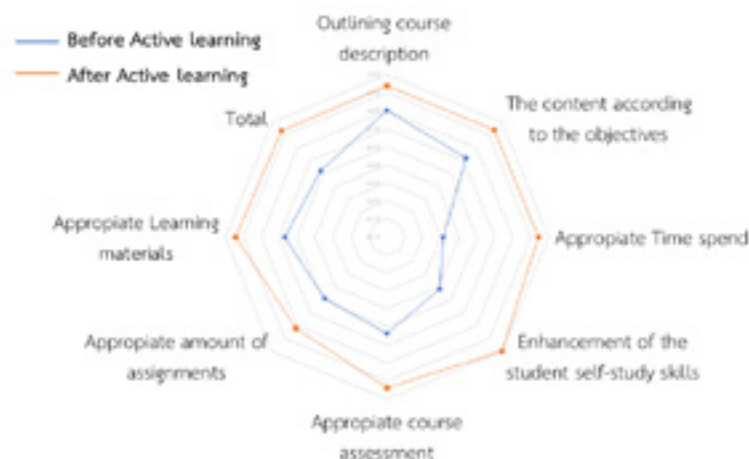 Before Active learning
After Active learning
Outlining course
description
The content according
to the objectives
Appropiate Time spend
Enhancement of the
student self-study skills
Appropiate course
assessment
Appropiate amount of
assignments
Appropiate Learning
materials
Total